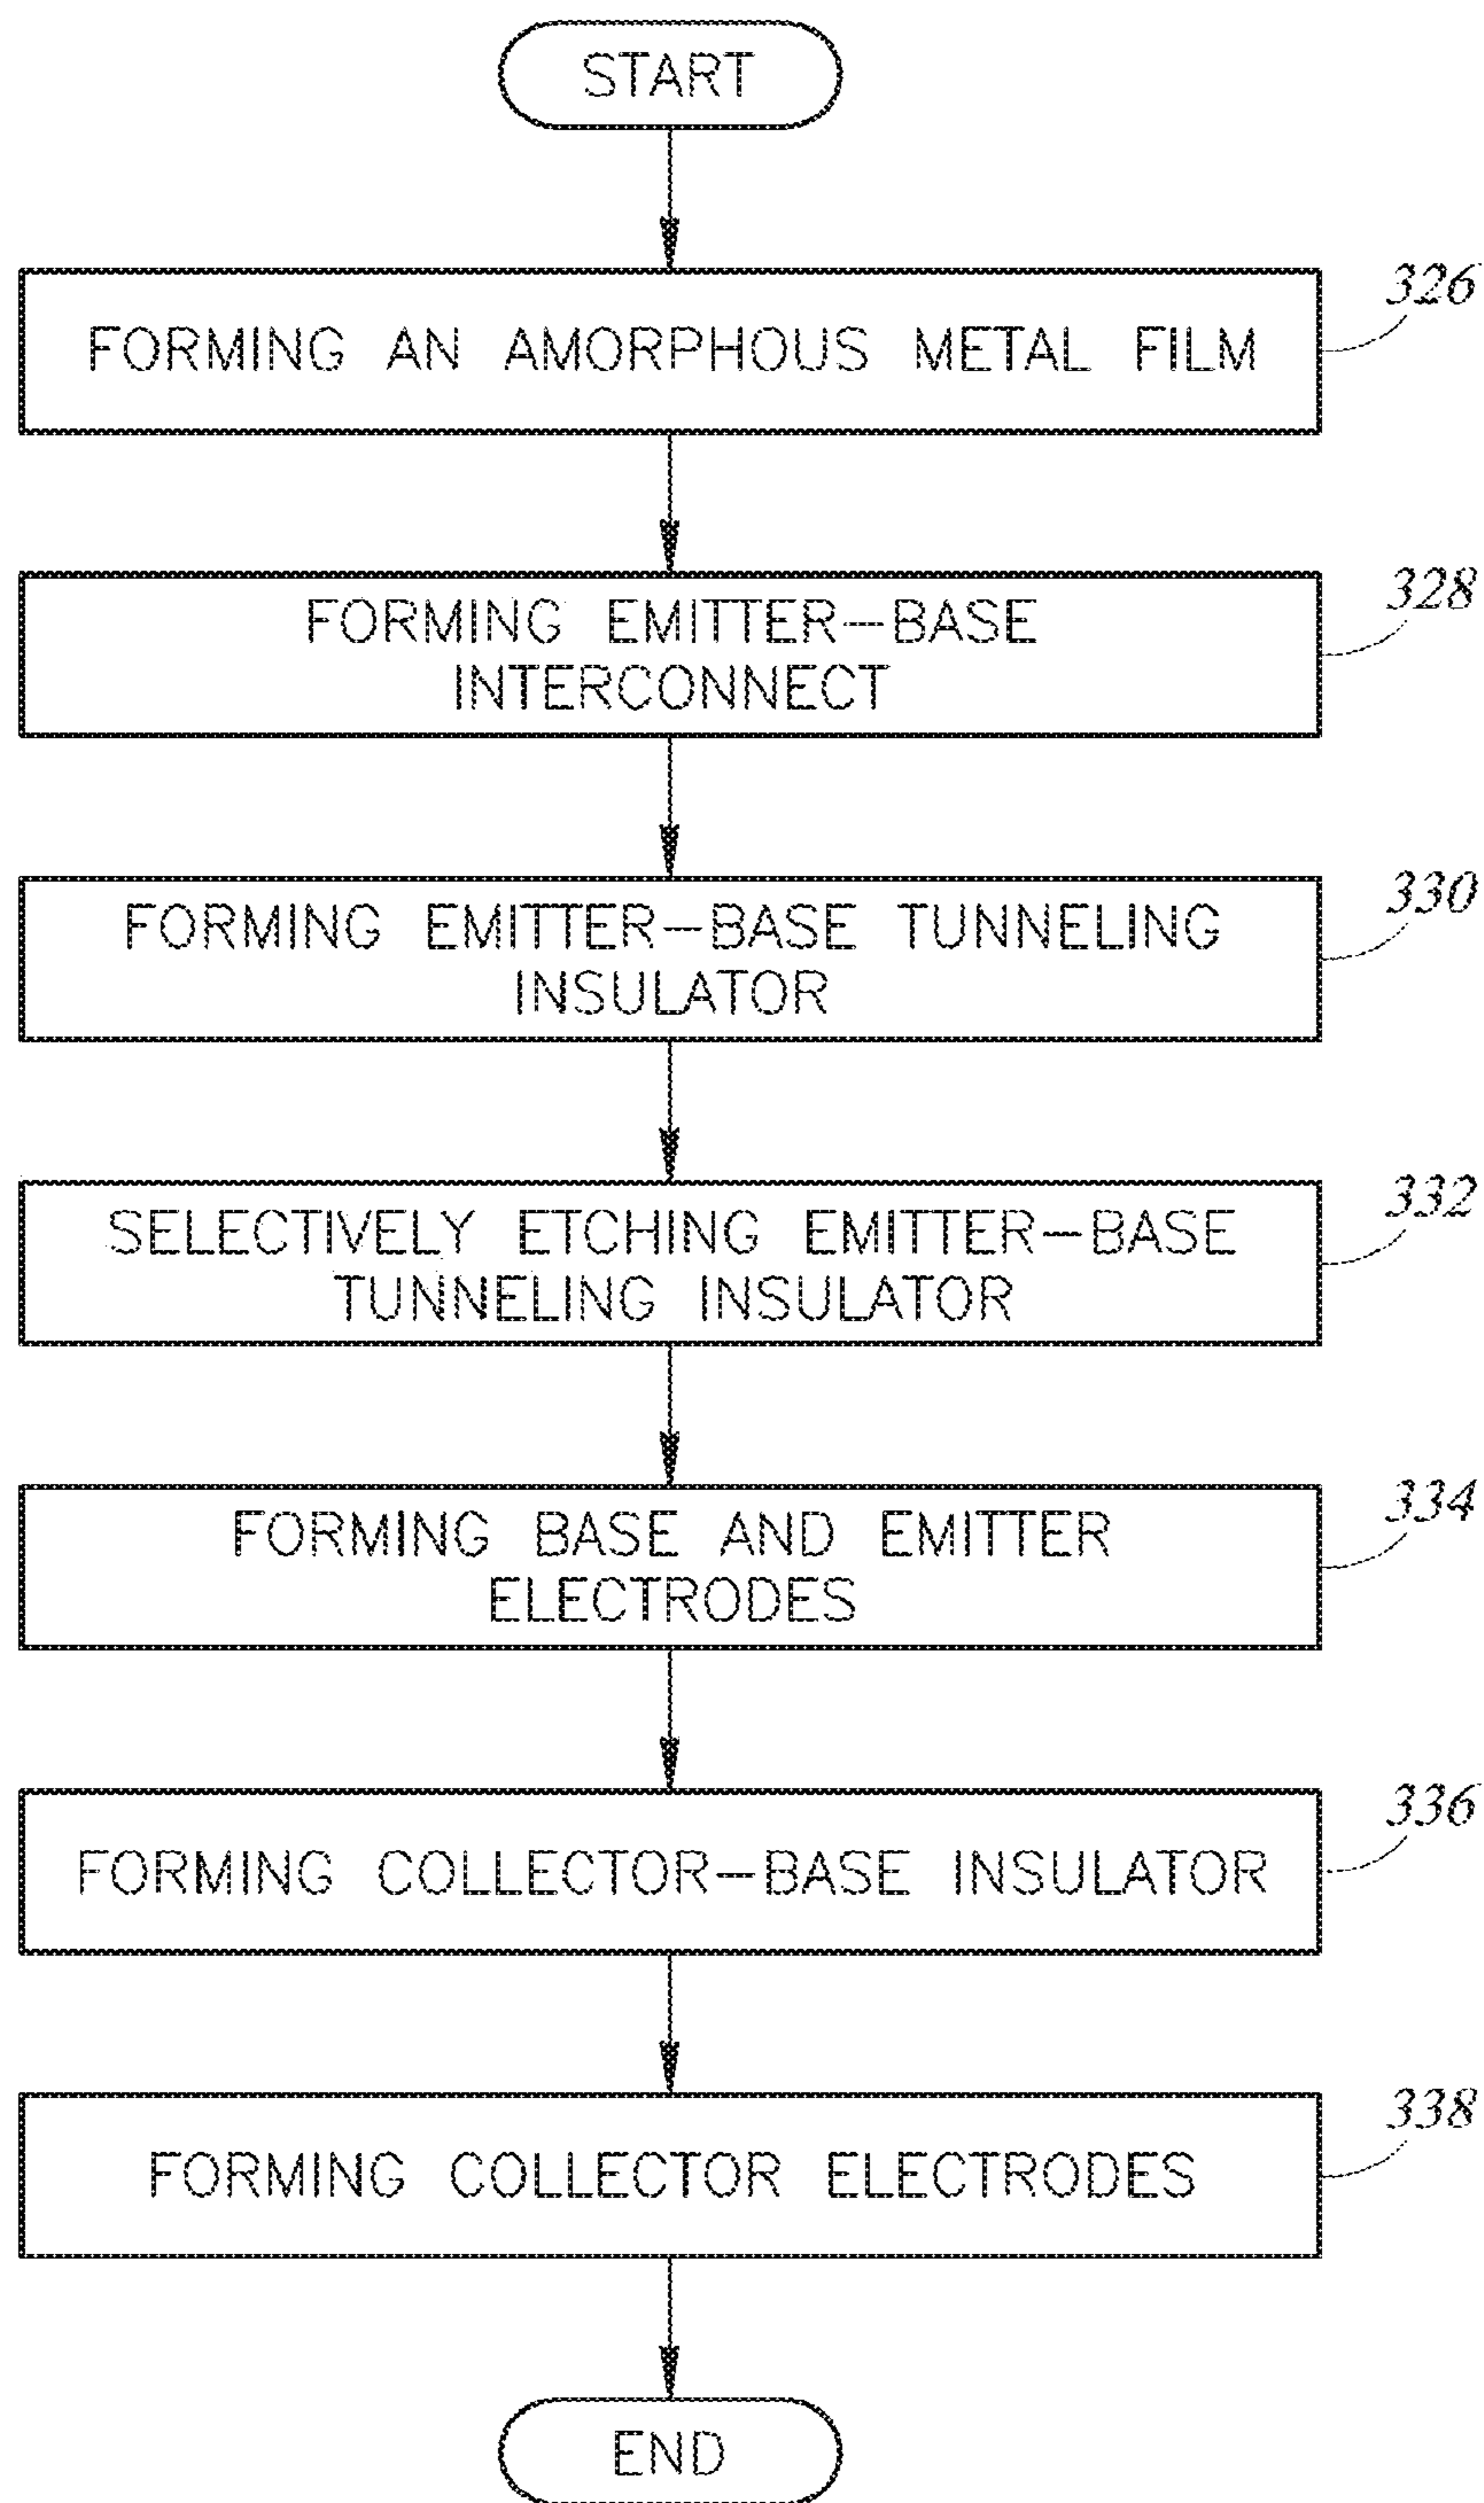 START
326
FORMING AN AMORPHOUS METAL FILM
328
FORMING EMITTER—BASE
INTERCONNECT
330
FORMING EMITTER—BASE TUNNELING
INSULATOR
332
SELECTIVELY ETCHING EMITTER—BASE
TUNNELING INSULATOR
334
FORMING BASE AND EMITTER
ELECTRODES
336
FORMING COLLECTOR—BASE INSULATOR
338
FORMING COLLECTOR ELECTRODES
END